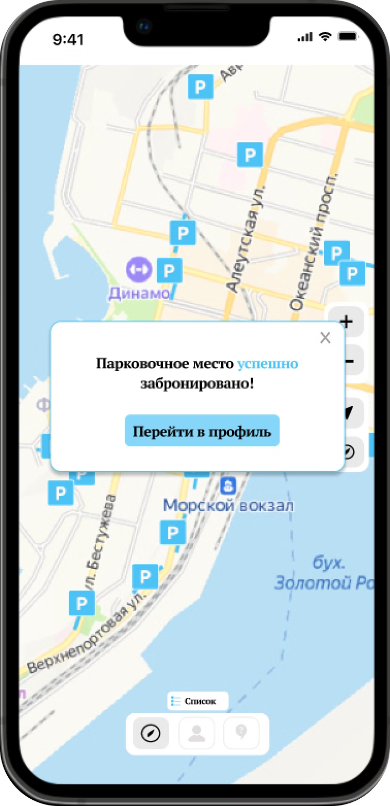 9:41
P
P
Алеутская ул.
Океанский просп.
P
P
P
P
Динамо
Парковочное место успешно
забронировано!
Перейти в профиль
P
Морской вокзал
P
ул. Бестужева
бух.
Золотой Ро
P
P
Верхнепортовая ул.
Список